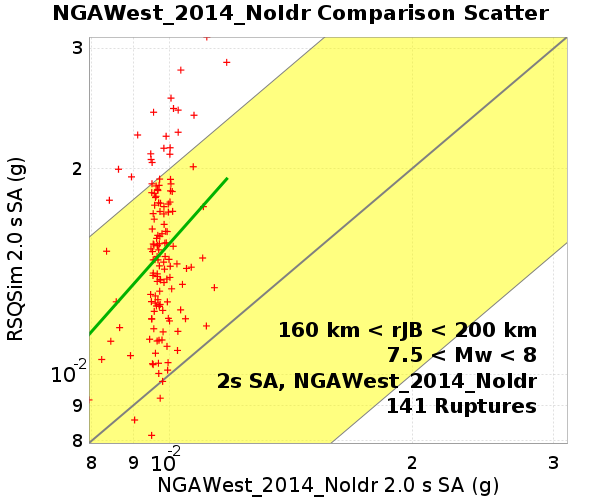 NGAWest_2014_NoIdr Comparison Scatter
RSQSim 2.0 s SA (g)
3
2
10^-2
9
8
160 km < rJB < 200 km
7.5 < Mw < 8
2s SA, NGAWest_2014_NoIdr
141 Ruptures
8 9 10^-2 2 3
NGAWest_2014_NoIdr 2.0 s SA (g)